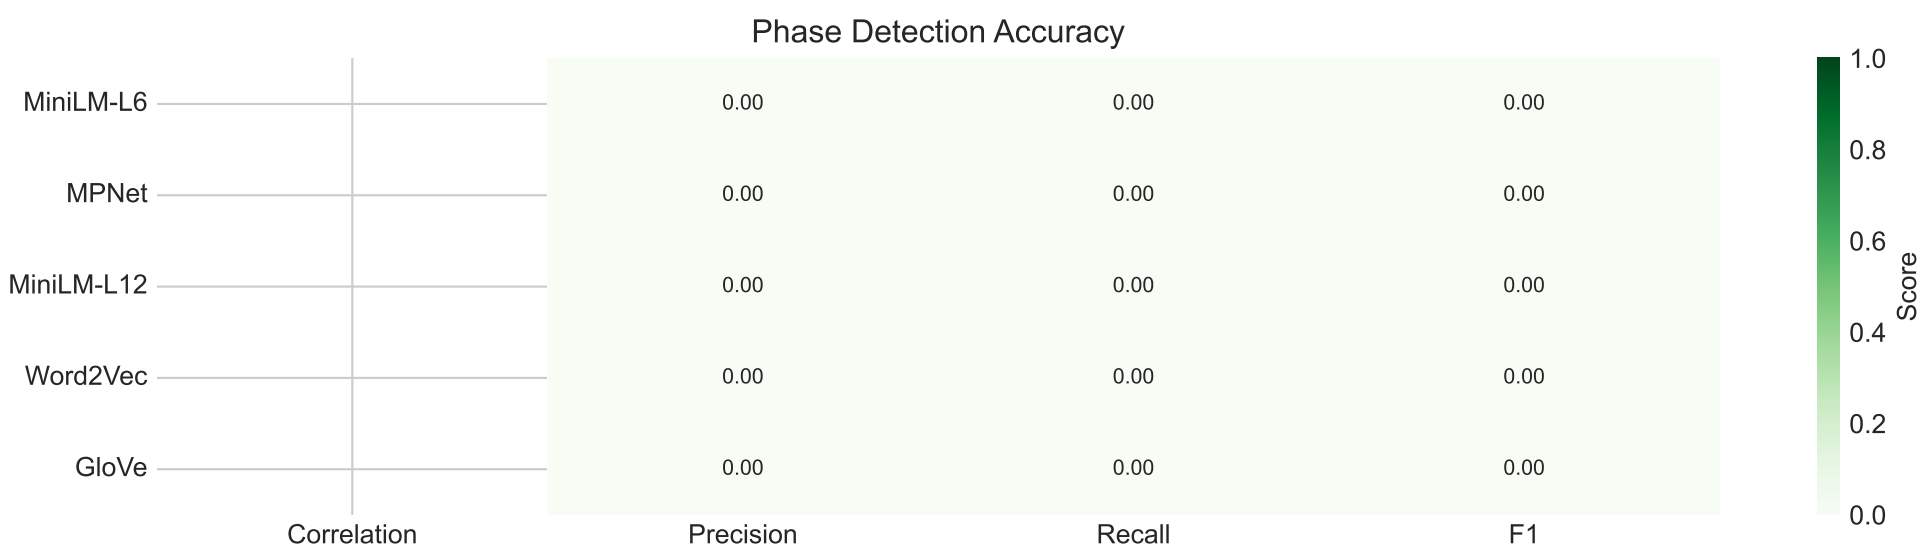 Phase Detection Accuracy
MiniLM-L6 0.00 0.00 0.00
MPNet 0.00 0.00 0.00
MiniLM-L12 0.00 0.00 0.00
Word2Vec 0.00 0.00 0.00
GloVe 0.00 0.00 0.00
Correlation Precision Recall F1
1.0
0.8
0.6
0.4
0.2
0.0
Score